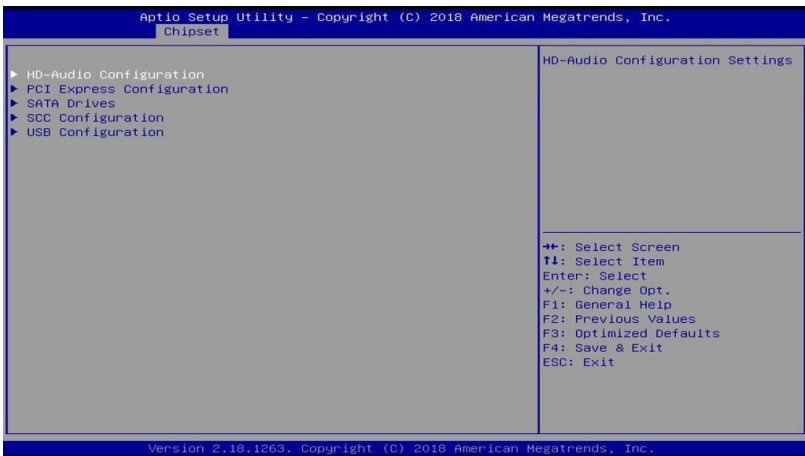 Aptio Setup Utility – Copyright (C) 2018 American Megatrends, Inc.
Chipset
▶ HD-Audio Configuration
▶ PCI Express Configuration
▶ SATA Drives
▶ SCC Configuration
▶ USB Configuration
HD-Audio Configuration Settings
→←: Select Screen
↑↓: Select Item
Enter: Select
+/-: Change Opt.
F1: General Help
F2: Previous Values
F3: Optimized Defaults
F4: Save & Exit
ESC: Exit
Version 2.18.1263. Copyright (C) 2018 American Megatrends, Inc.